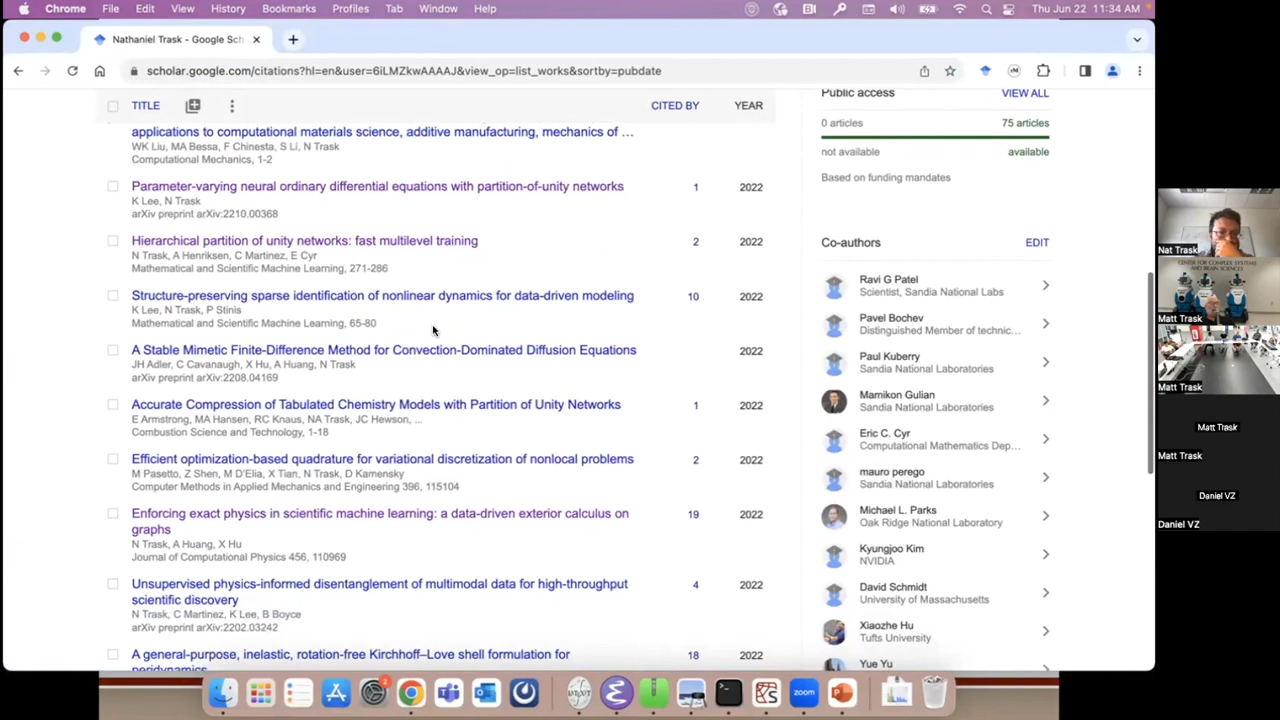 Chrome File Edit View History Bookmarks Profiles Tab Window Help Thu Jun 22 11:34 AM
Nathaniel Trask - Google Sch
scholar.google.com/citations?hl=en&user=6iLMZkwAAAAJ&view_op=list_works&sortby=pubdate
TITLE CITED BY YEAR
applications to computational materials science, additive manufacturing, mechanics of …
WK Liu, MA Bessa, F Chinesta, S Li, N Trask
Computational Mechanics, 1-2
Parameter-varying neural ordinary differential equations with partition-of-unity networks 1 2022
K Lee, N Trask
arXiv preprint arXiv:2210.00368
Hierarchical partition of unity networks: fast multilevel training 2 2022
N Trask, A Henriksen, C Martinez, E Cyr
Mathematical and Scientific Machine Learning, 271-286
Structure-preserving sparse identification of nonlinear dynamics for data-driven modeling 10 2022
K Lee, N Trask, P Stinis
Mathematical and Scientific Machine Learning, 65-80
A Stable Mimetic Finite-Difference Method for Convection-Dominated Diffusion Equations 2022
JH Adler, C Cavanaugh, X Hu, A Huang, N Trask
arXiv preprint arXiv:2208.04169
Accurate Compression of Tabulated Chemistry Models with Partition of Unity Networks 1 2022
E Armstrong, MA Hansen, RC Knaus, NA Trask, JC Hewson, ...
Combustion Science and Technology, 1-18
Efficient optimization-based quadrature for variational discretization of nonlocal problems 2 2022
M Pasetto, Z Shen, M D'Elia, X Tian, N Trask, D Kamensky
Computer Methods in Applied Mechanics and Engineering 396, 115104
Enforcing exact physics in scientific machine learning: a data-driven exterior calculus on 19 2022
graphs
N Trask, A Huang, X Hu
Journal of Computational Physics 456, 110969
Unsupervised physics-informed disentanglement of multimodal data for high-throughput 4 2022
scientific discovery
N Trask, C Martinez, K Lee, B Boyce
arXiv preprint arXiv:2202.03242
A general-purpose, inelastic, rotation-free Kirchhoff–Love shell formulation for 18 2022
peridynamics
Public access VIEW ALL
0 articles 75 articles
not available available
Based on funding mandates
Co-authors EDIT
Ravi G Patel
Scientist, Sandia National Labs
Pavel Bochev
Distinguished Member of technic...
Paul Kuberry
Sandia National Laboratories
Mamikon Gulian
Sandia National Laboratories
Eric C. Cyr
Computational Mathematics Dep...
mauro perego
Sandia National Laboratories
Michael L. Parks
Oak Ridge National Laboratory
Kyungjoo Kim
NVIDIA
David Schmidt
University of Massachusetts
Xiaozhe Hu
Tufts University
Yue Yu
2
zoom
Nat Trask
CENTER FOR COMPLEX SYSTEMS
AND BRAIN SCIENCES
Matt Trask
Matt Trask
Matt Trask
Matt Trask
Daniel VZ
Daniel VZ